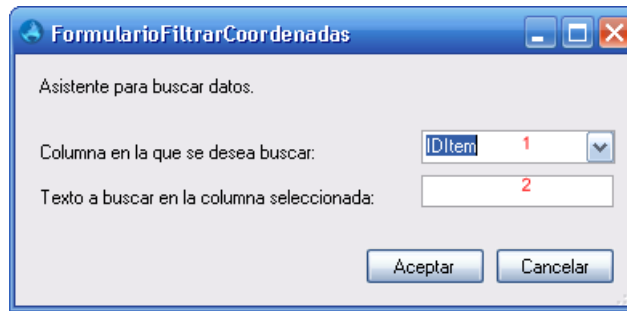 FormularioFiltrarCoordenadas
Asistente para buscar datos.
Columna en la que se desea buscar: IDItem 1
Texto a buscar en la columna seleccionada: 2
Aceptar Cancelar